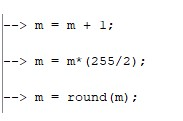 --> m = m + 1;
--> m = m*(255/2);
--> m = round(m);